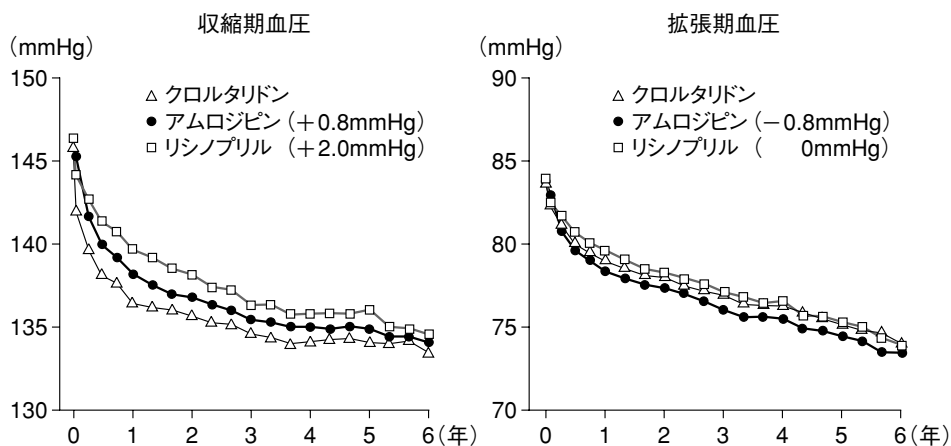 収縮期血圧
(mmHg)
150
145
140
135
130
△ クロルタリドン
● アムロジピン（＋0.8mmHg）
□ リシノプリル （＋2.0mmHg）
0 1 2 3 4 5 6（年）
拡張期血圧
(mmHg)
90
85
80
75
70
△ クロルタリドン
● アムロジピン（－0.8mmHg）
□ リシノプリル （ 0mmHg）
0 1 2 3 4 5 6（年）